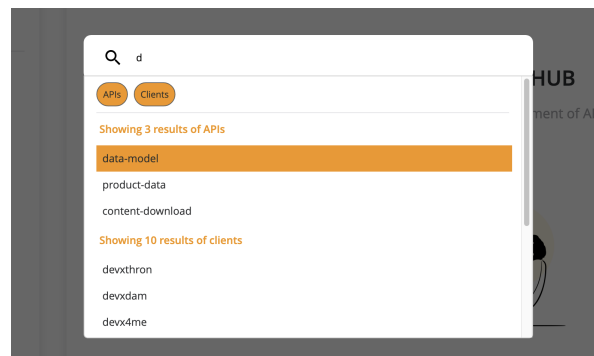 d
HUB
APIs Clients
ment of A
Showing 3 results of APIs
data-model
product-data
content-download
Showing 10 results of clients
devxthron
devxdam
devx4me